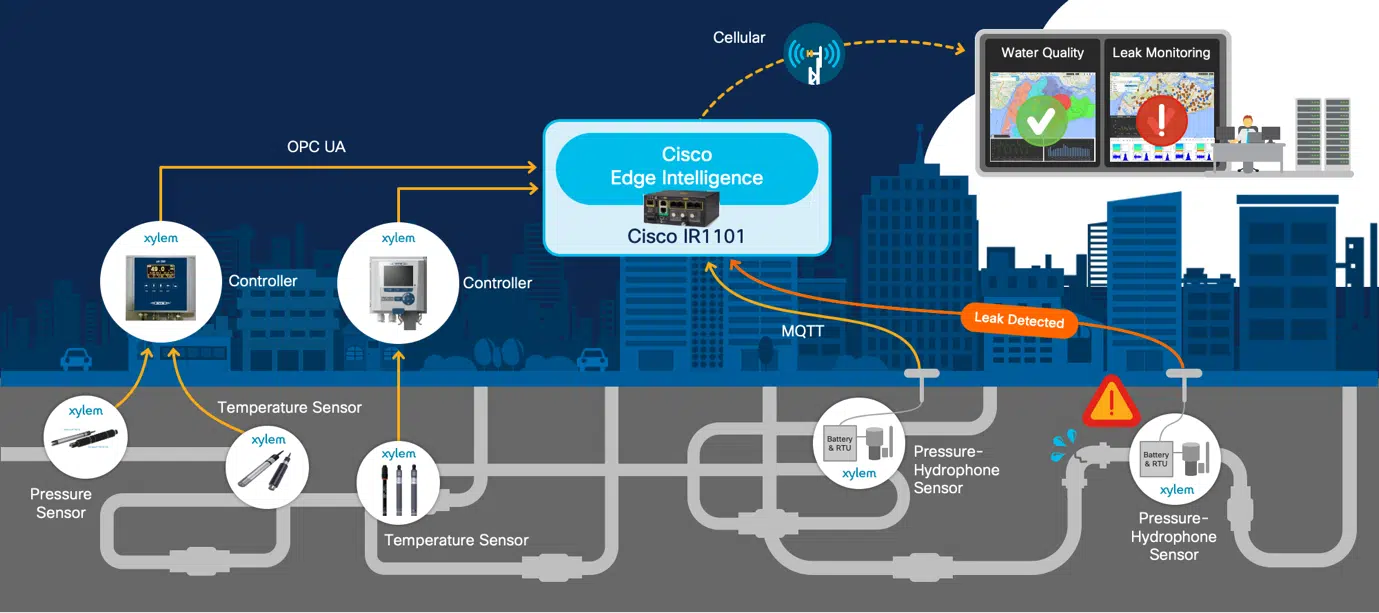 Cellular
Water Quality
Leak Monitoring
OPC UA
Cisco
Edge Intelligence
Cisco IR1101
xylem
Controller
xylem
Controller
Leak Detected
MQTT
xylem
Pressure
Sensor
Temperature Sensor
xylem
xylem
Temperature Sensor
Battery
& RTU
xylem
Pressure-
Hydrophone
Sensor
Battery
& RTU
xylem
Pressure-
Hydrophone
Sensor